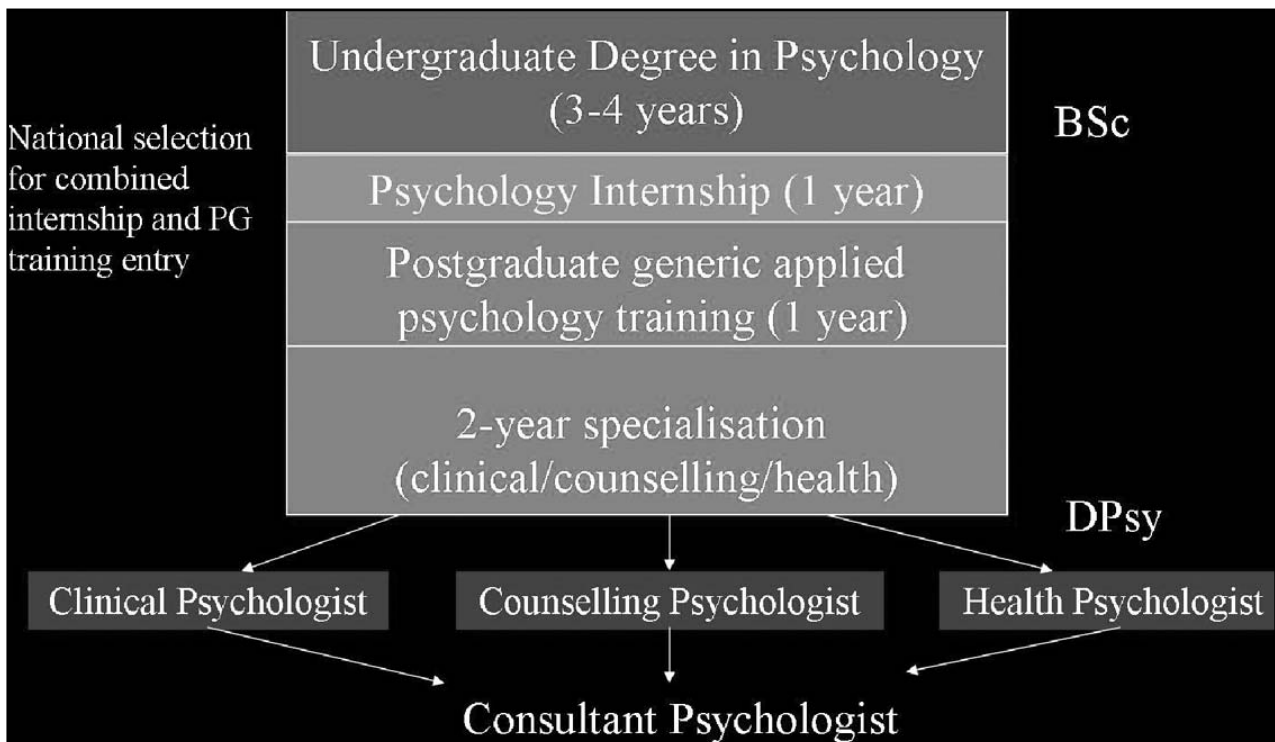 Undergraduate Degree in Psychology
(3-4 years)
BSc
National selection
for combined
internship and PG
training entry
Psychology Internship (1 year)
Postgraduate generic applied
psychology training (1 year)
2-year specialisation
(clinical/counselling/health)
DPsy
Clinical Psychologist
Counselling Psychologist
Health Psychologist
Consultant Psychologist